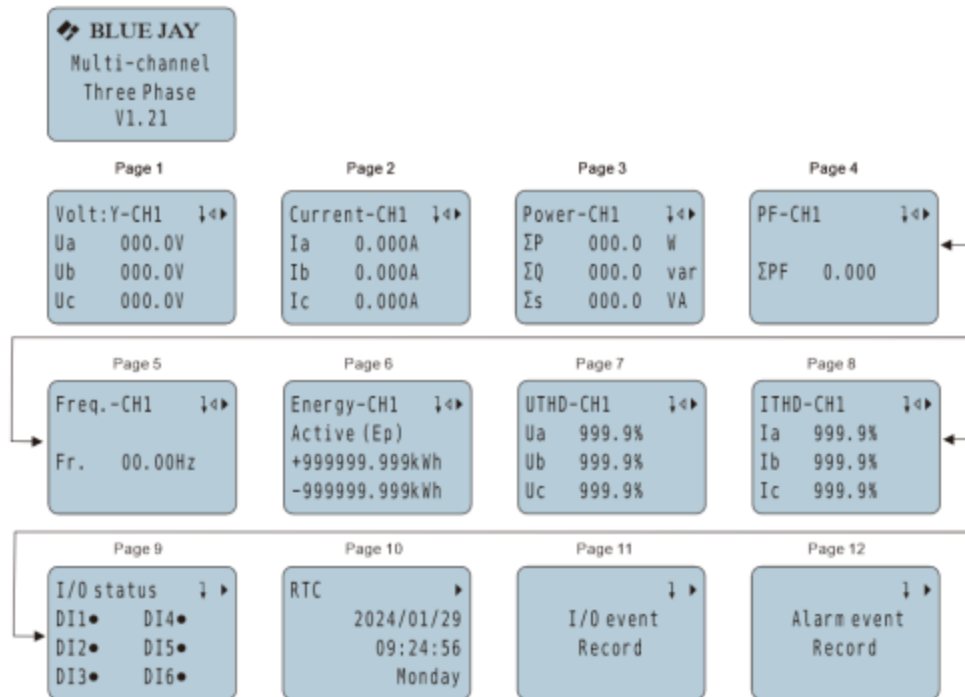 BLUE JAY
Multi-channel
Three Phase
V1.21
Page 1
Volt:Y-CH1
Ua 000.0V
Ub 000.0V
Uc 000.0V
Page 2
Current-CH1
Ia 0.000A
Ib 0.000A
Ic 0.000A
Page 3
Power-CH1
ΣP 000.0 W
ΣQ 000.0 var
Σs 000.0 VA
Page 4
PF-CH1
ΣPF 0.000
Page 5
Freq.-CH1
Fr. 00.00Hz
Page 6
Energy-CH1
Active(Ep)
+999999.999kWh
-999999.999kWh
Page 7
UTHD-CH1
Ua 999.9%
Ub 999.9%
Uc 999.9%
Page 8
ITHD-CH1
Ia 999.9%
Ib 999.9%
Ic 999.9%
Page 9
I/O status
DI1● DI4●
DI2● DI5●
DI3● DI6●
Page 10
RTC
2024/01/29
09:24:56
Monday
Page 11
I/O event
Record
Page 12
Alarm event
Record